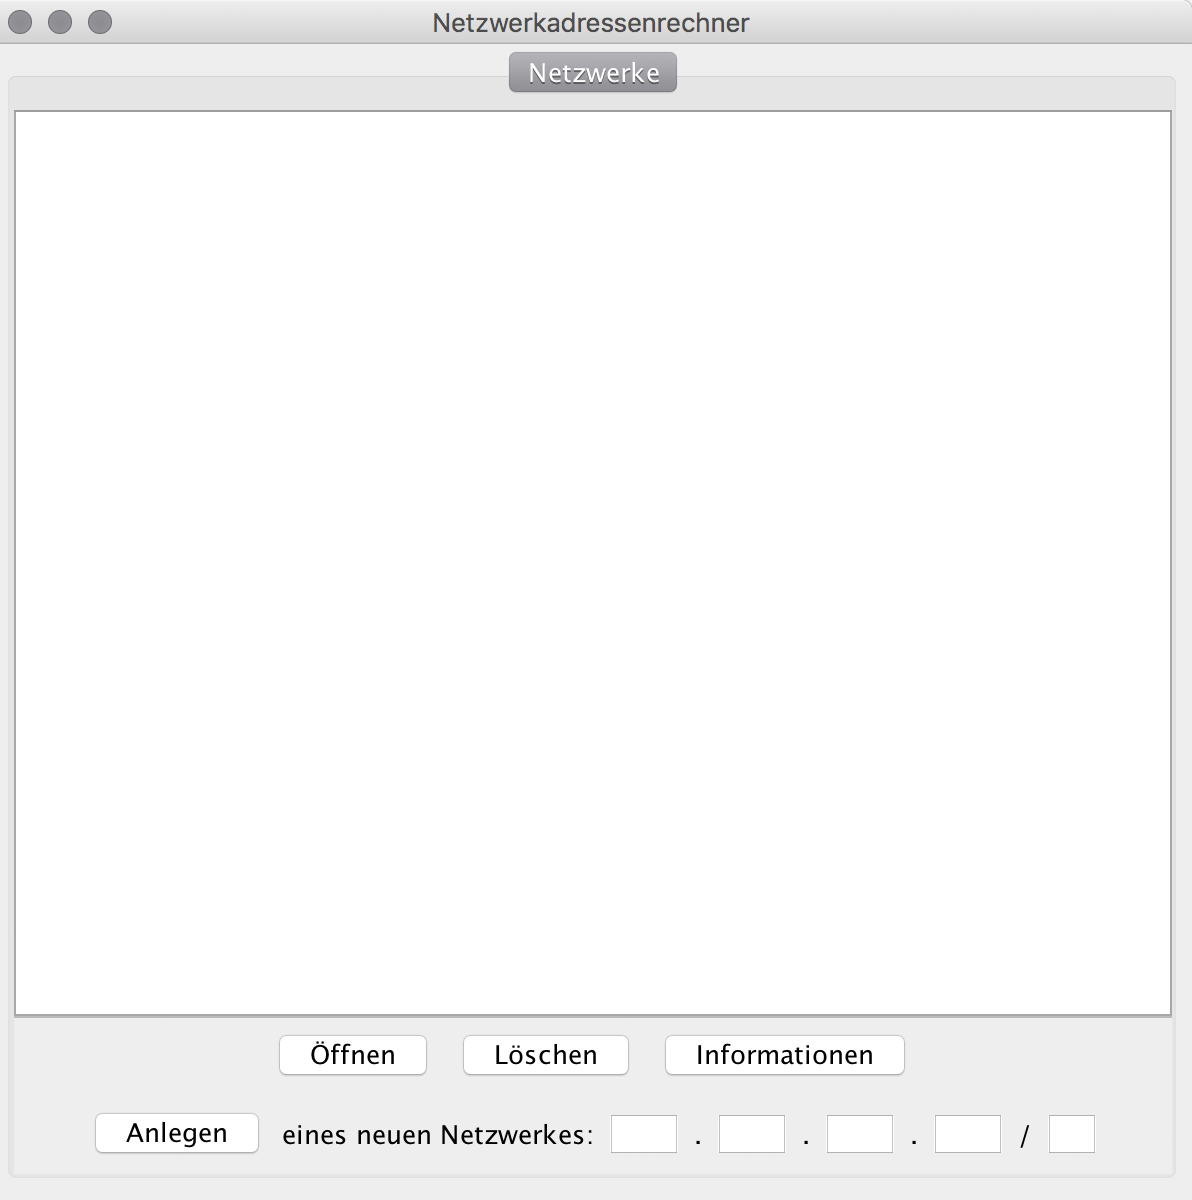 Netzwerkadressenrechner
Netzwerke
Öffnen Löschen Informationen
Anlegen eines neuen Netzwerkes: . . . /